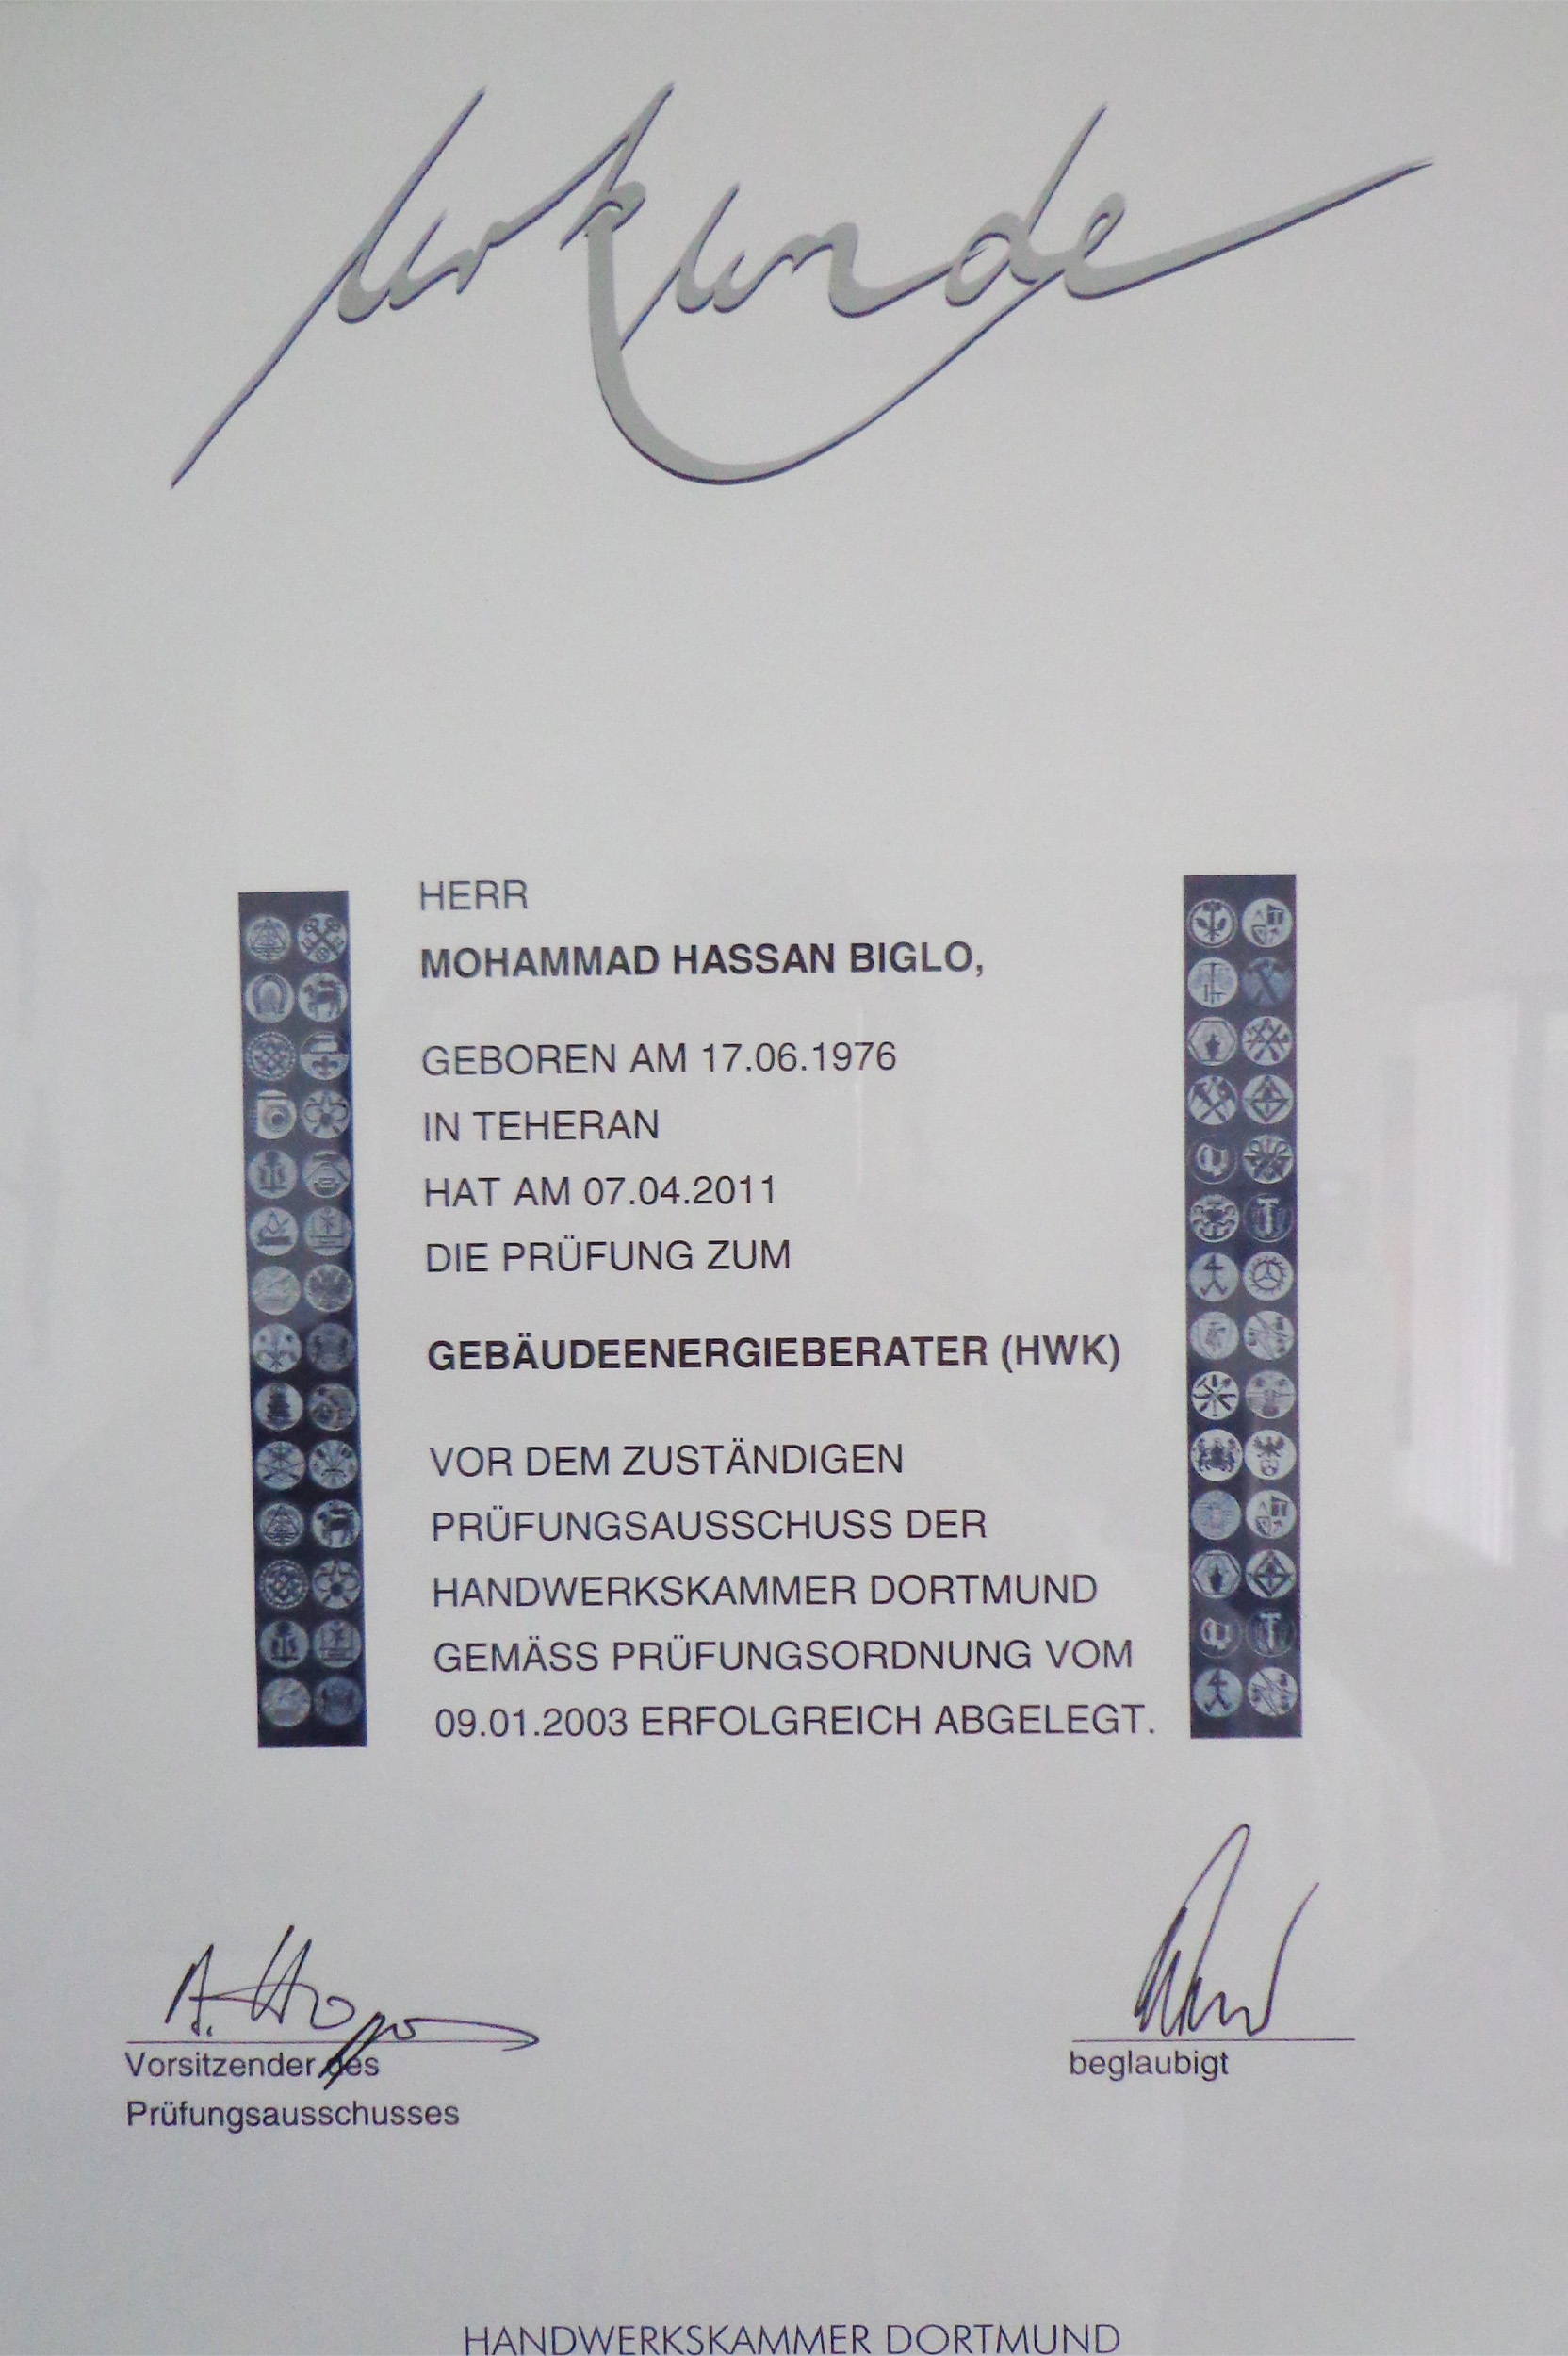 Urkunde
HERR
MOHAMMAD HASSAN BIGLO,
GEBOREN AM 17.06.1976
IN TEHERAN
HAT AM 07.04.2011
DIE PRÜFUNG ZUM
GEBÄUDEENERGIEBERATER (HWK)
VOR DEM ZUSTÄNDIGEN
PRÜFUNGSAUSSCHUSS DER
HANDWERKSKAMMER DORTMUND
GEMÄSS PRÜFUNGSORDNUNG VOM
09.01.2003 ERFOLGREICH ABGELEGT.
Vorsitzender des
Prüfungsausschusses
beglaubigt
HANDWERKSKAMMER DORTMUND